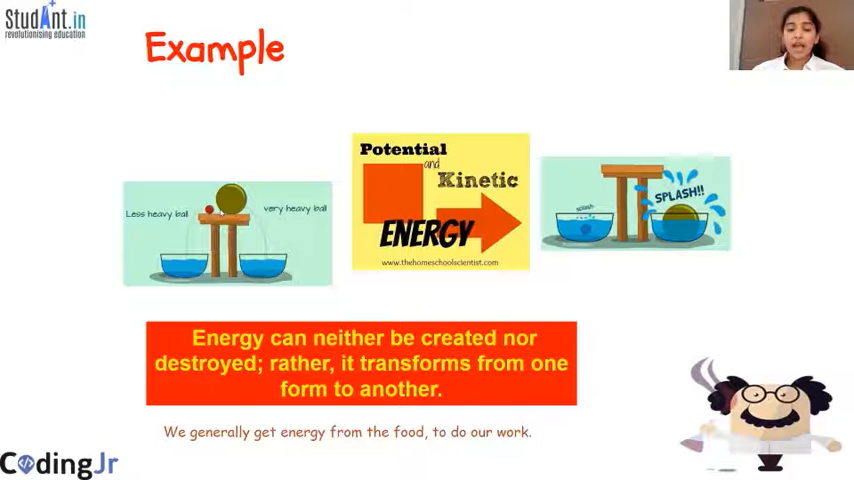 StudAnt.in
revolutionising education
Example
Less heavy ball
very heavy ball
Potential
and
Kinetic
ENERGY
www.thehomeschoolscientist.com
splash
SPLASH!!
Energy can neither be created nor
destroyed; rather, it transforms from one
form to another.
We generally get energy from the food, to do our work.
CodingJr